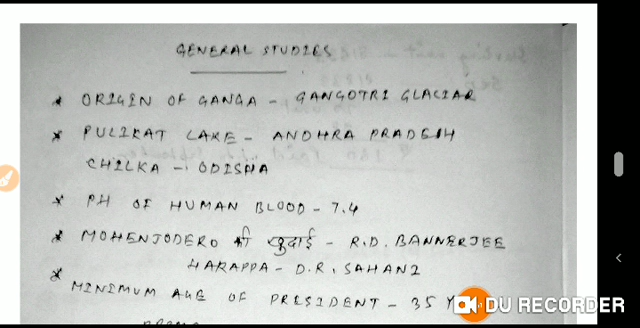 GENERAL STUDIES
* ORIGIN OF GANGA - GANGOTRI GLACIAR
* PULIKAT LAKE - ANDHRA PRADESH
CHILKA - ODISHA
* PH OF HUMAN BLOOD - 7.4
* MOHENJODERO की खुदाई - R.D. BANNERJEE
HARAPPA - D.R. SAHANI
* MINIMUM AGE OF PRESIDENT - 35 Y
DU RECORDER